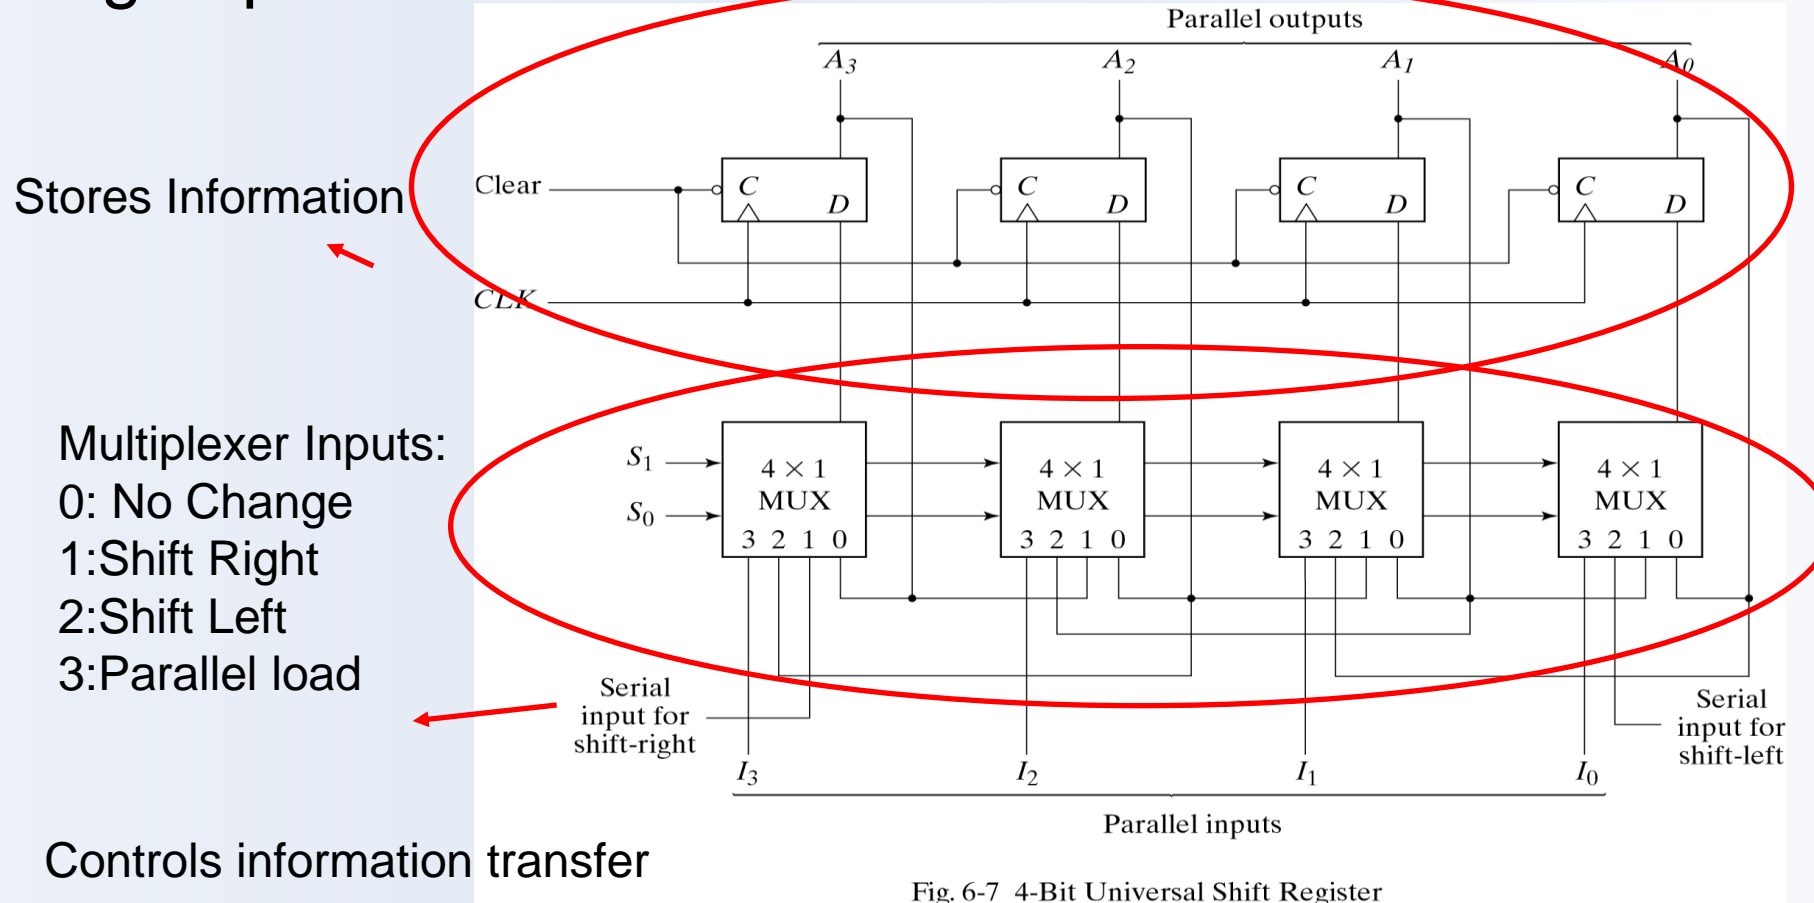 Parallel outputs
A3 A2 A1 A0
Stores Information
Clear
C D C D C D C D
CLK
Multiplexer Inputs:
0: No Change
1:Shift Right
2:Shift Left
3:Parallel load
S1
S0
4 × 1 MUX
3 2 1 0
4 × 1 MUX
3 2 1 0
4 × 1 MUX
3 2 1 0
4 × 1 MUX
3 2 1 0
Serial
input for
shift-right
Serial
input for
shift-left
I3 I2 I1 I0
Parallel inputs
Controls information transfer
Fig. 6-7 4-Bit Universal Shift Register